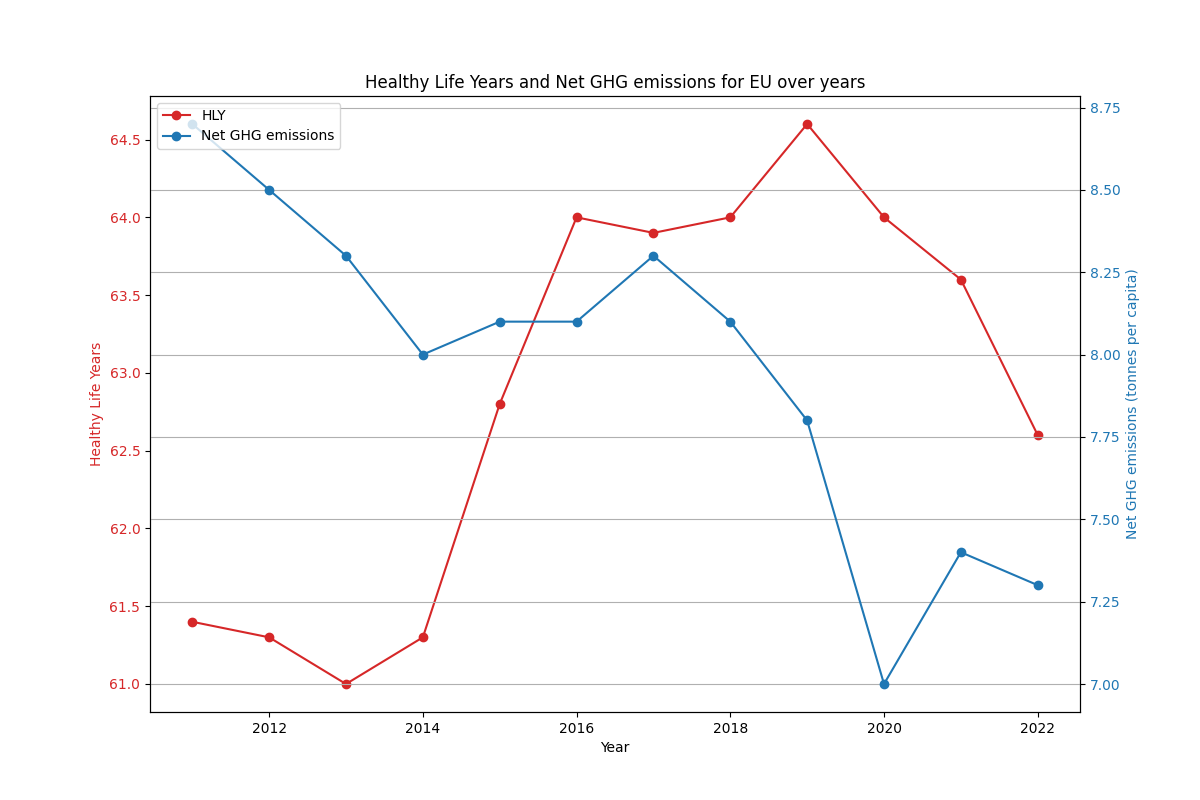 Healthy Life Years and Net GHG emissions for EU over years
HLY
Net GHG emissions
64.5
64.0
63.5
63.0
62.5
62.0
61.5
61.0
Healthy Life Years
8.75
8.50
8.25
8.00
7.75
7.50
7.25
7.00
Net GHG emissions (tonnes per capita)
2012 2014 2016 2018 2020 2022
Year